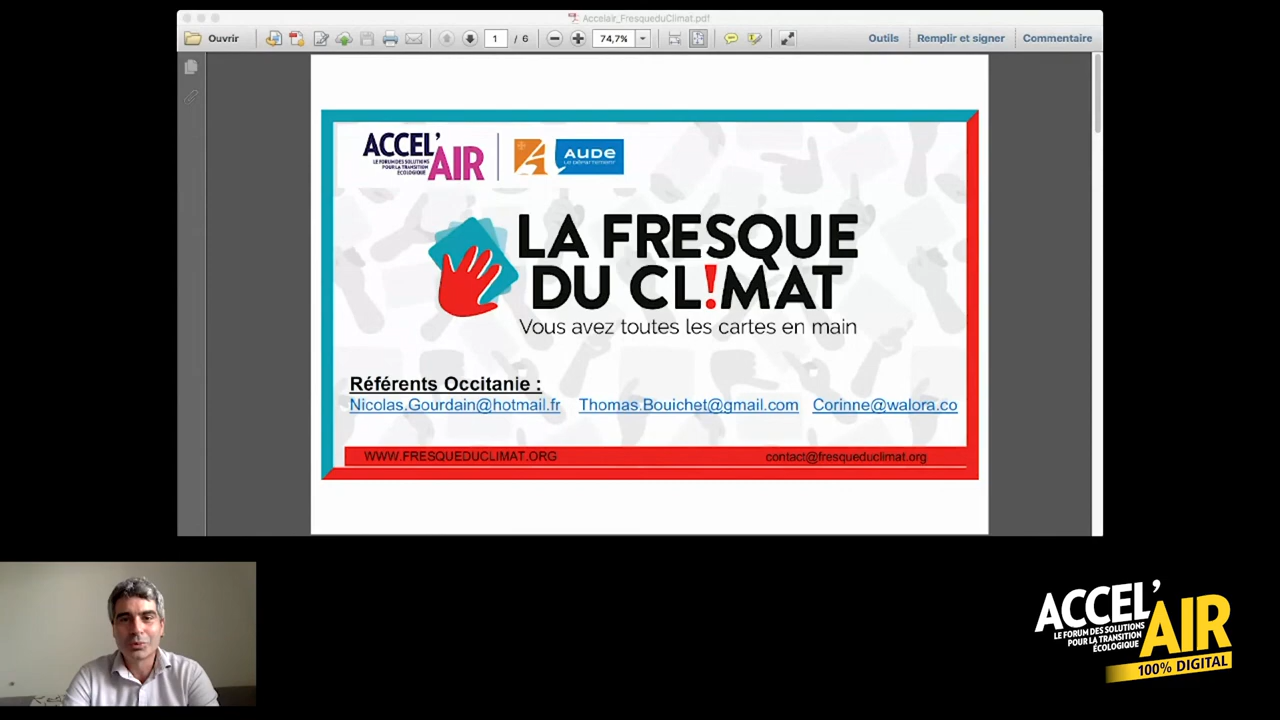 Accelair_FresqueduClimat.pdf
Ouvrir
1 / 6
74,7%
Outils
Remplir et signer
Commentaire
ACCEL'AIR
LE FORUM DES SOLUTIONS
POUR LA TRANSITION
ÉCOLOGIQUE
AUDE
LE DÉPARTEMENT
LA FRESQUE
DU CL!MAT
Vous avez toutes les cartes en main
Référents Occitanie :
Nicolas.Gourdain@hotmail.fr Thomas.Bouichet@gmail.com Corinne@walora.co
WWW.FRESQUEDUCLIMAT.ORG
contact@fresqueduclimat.org
ACCEL'AIR
LE FORUM DES SOLUTIONS
POUR LA TRANSITION
ÉCOLOGIQUE
100% DIGITAL